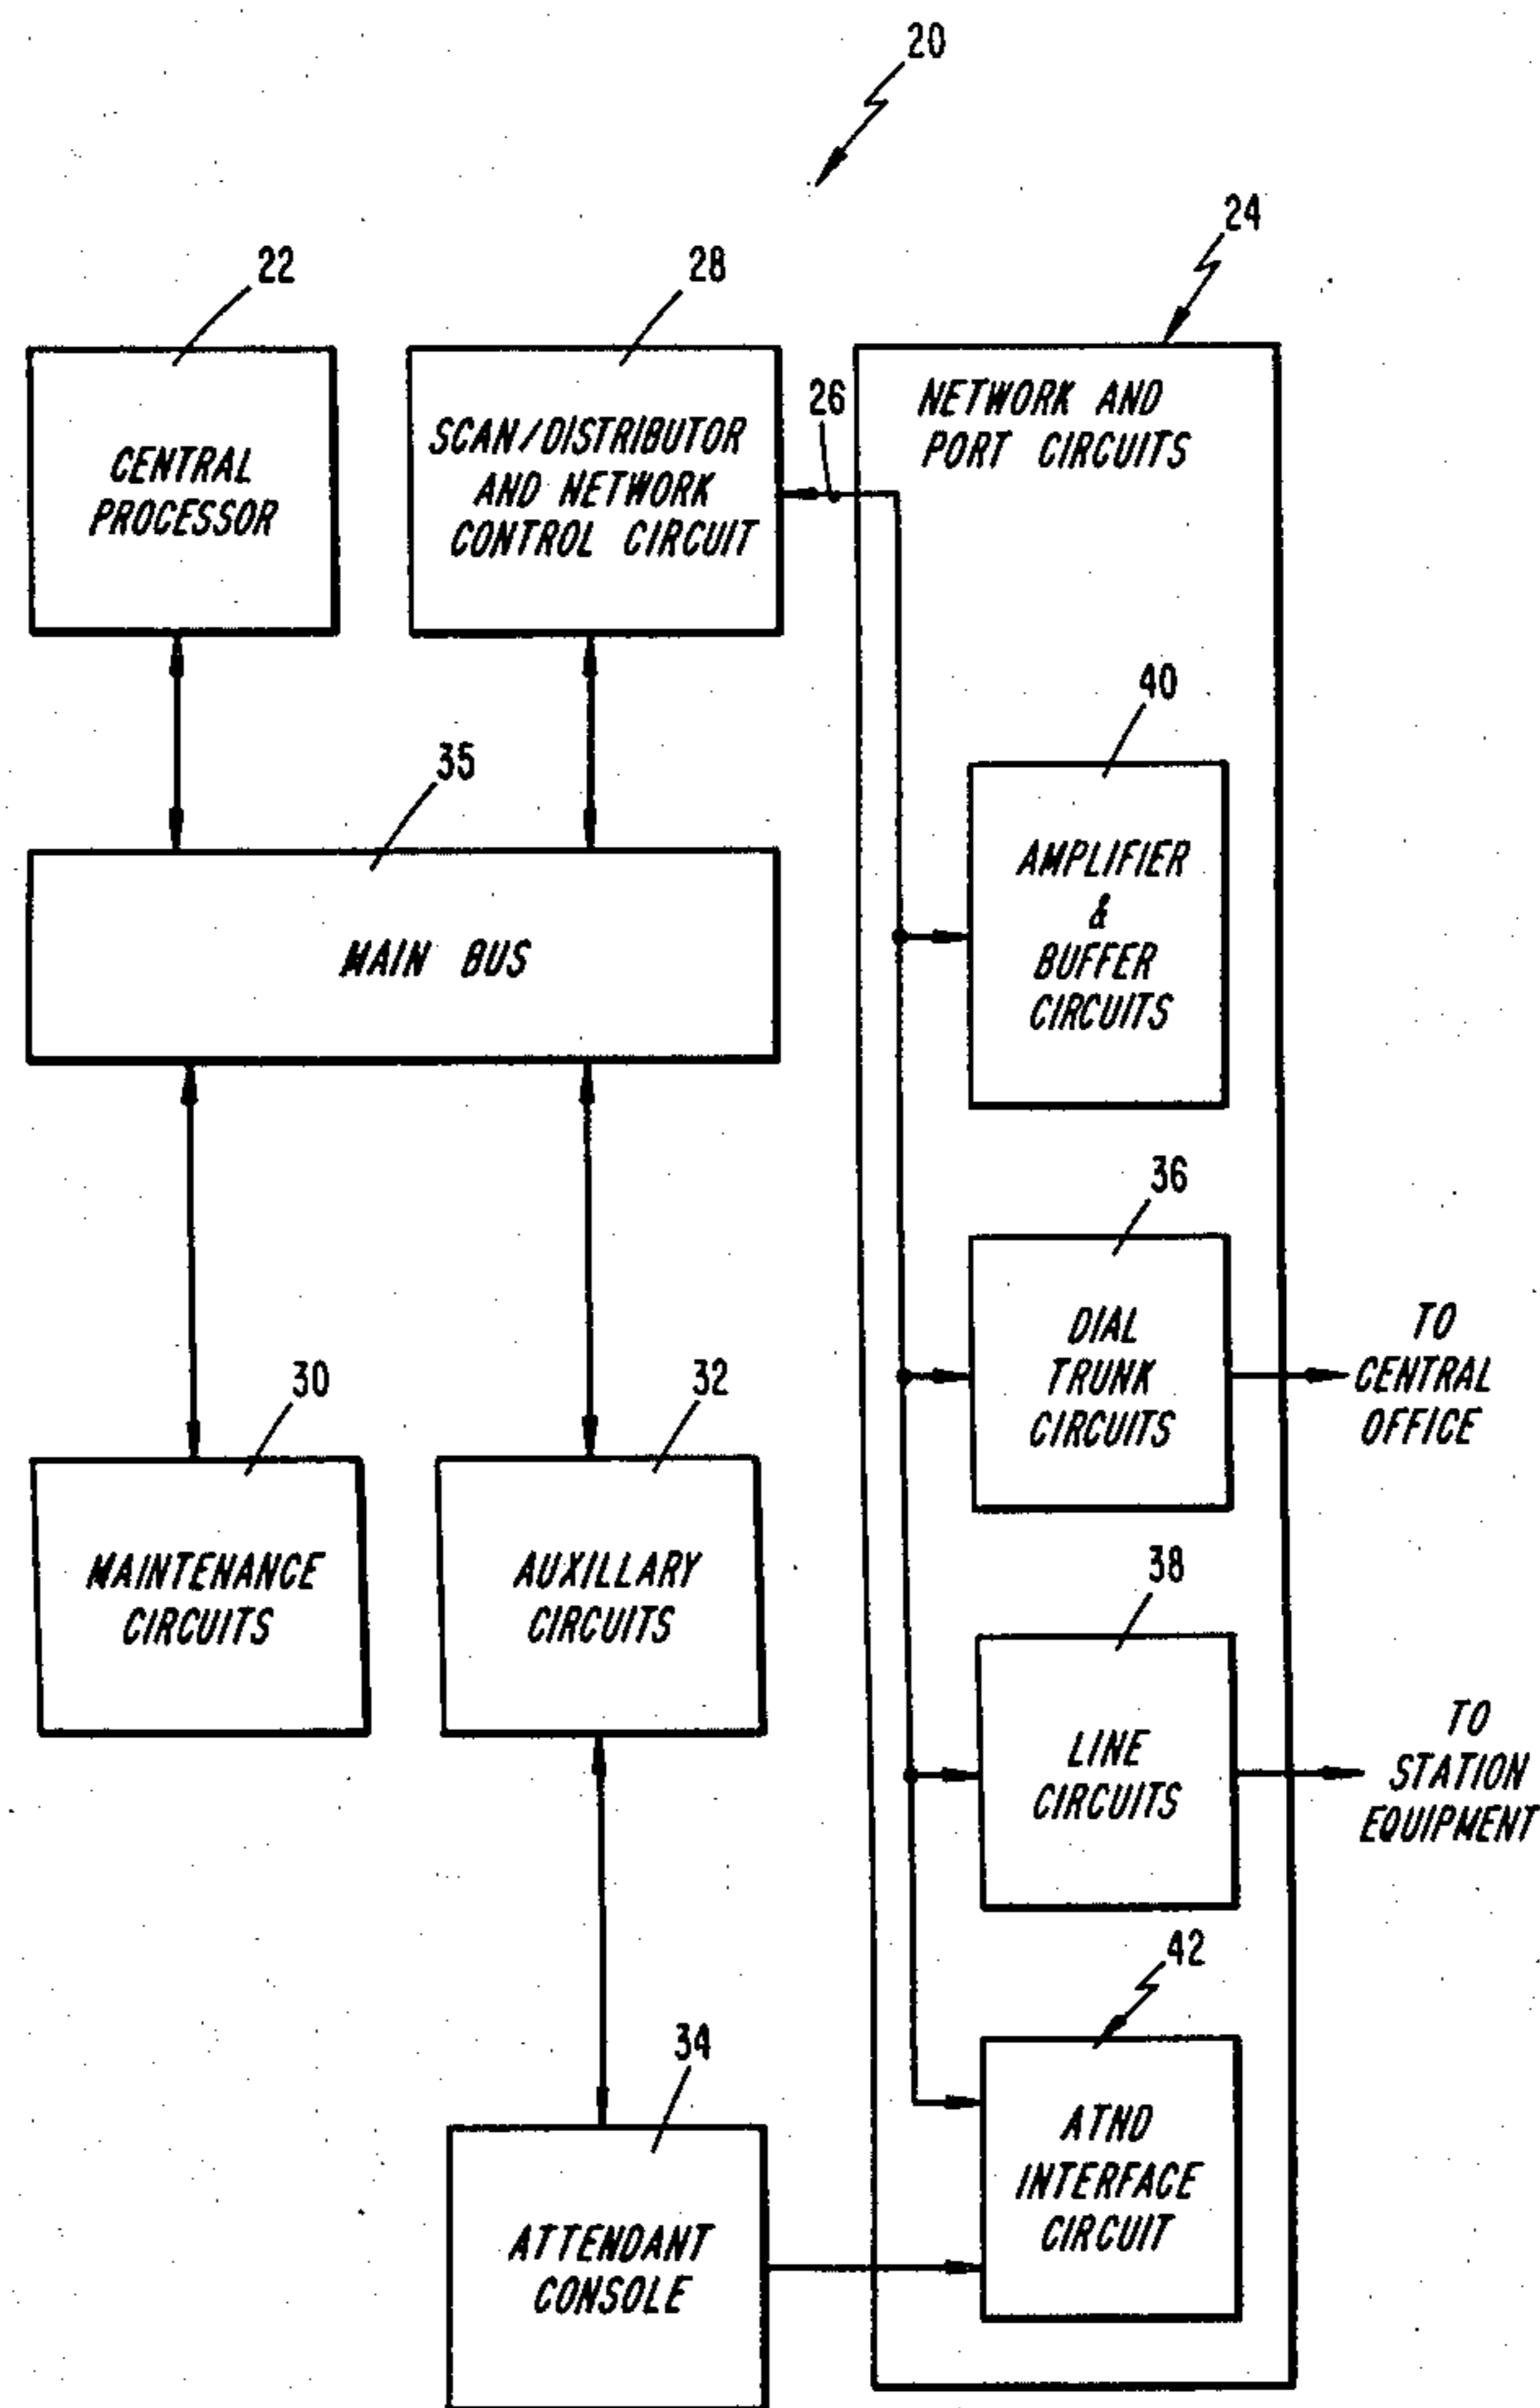 20
24
22
28
26
NETWORK AND
PORT CIRCUITS
CENTRAL
PROCESSOR
SCAN/DISTRIBUTOR
AND NETWORK
CONTROL CIRCUIT
40
35
AMPLIFIER
&
BUFFER
CIRCUITS
MAIN BUS
36
DIAL
TRUNK
CIRCUITS
TO
CENTRAL
OFFICE
30
32
MAINTENANCE
CIRCUITS
AUXILLARY
CIRCUITS
38
LINE
CIRCUITS
TO
STATION
EQUIPMENT
42
34
ATND
INTERFACE
CIRCUIT
ATTENDANT
CONSOLE